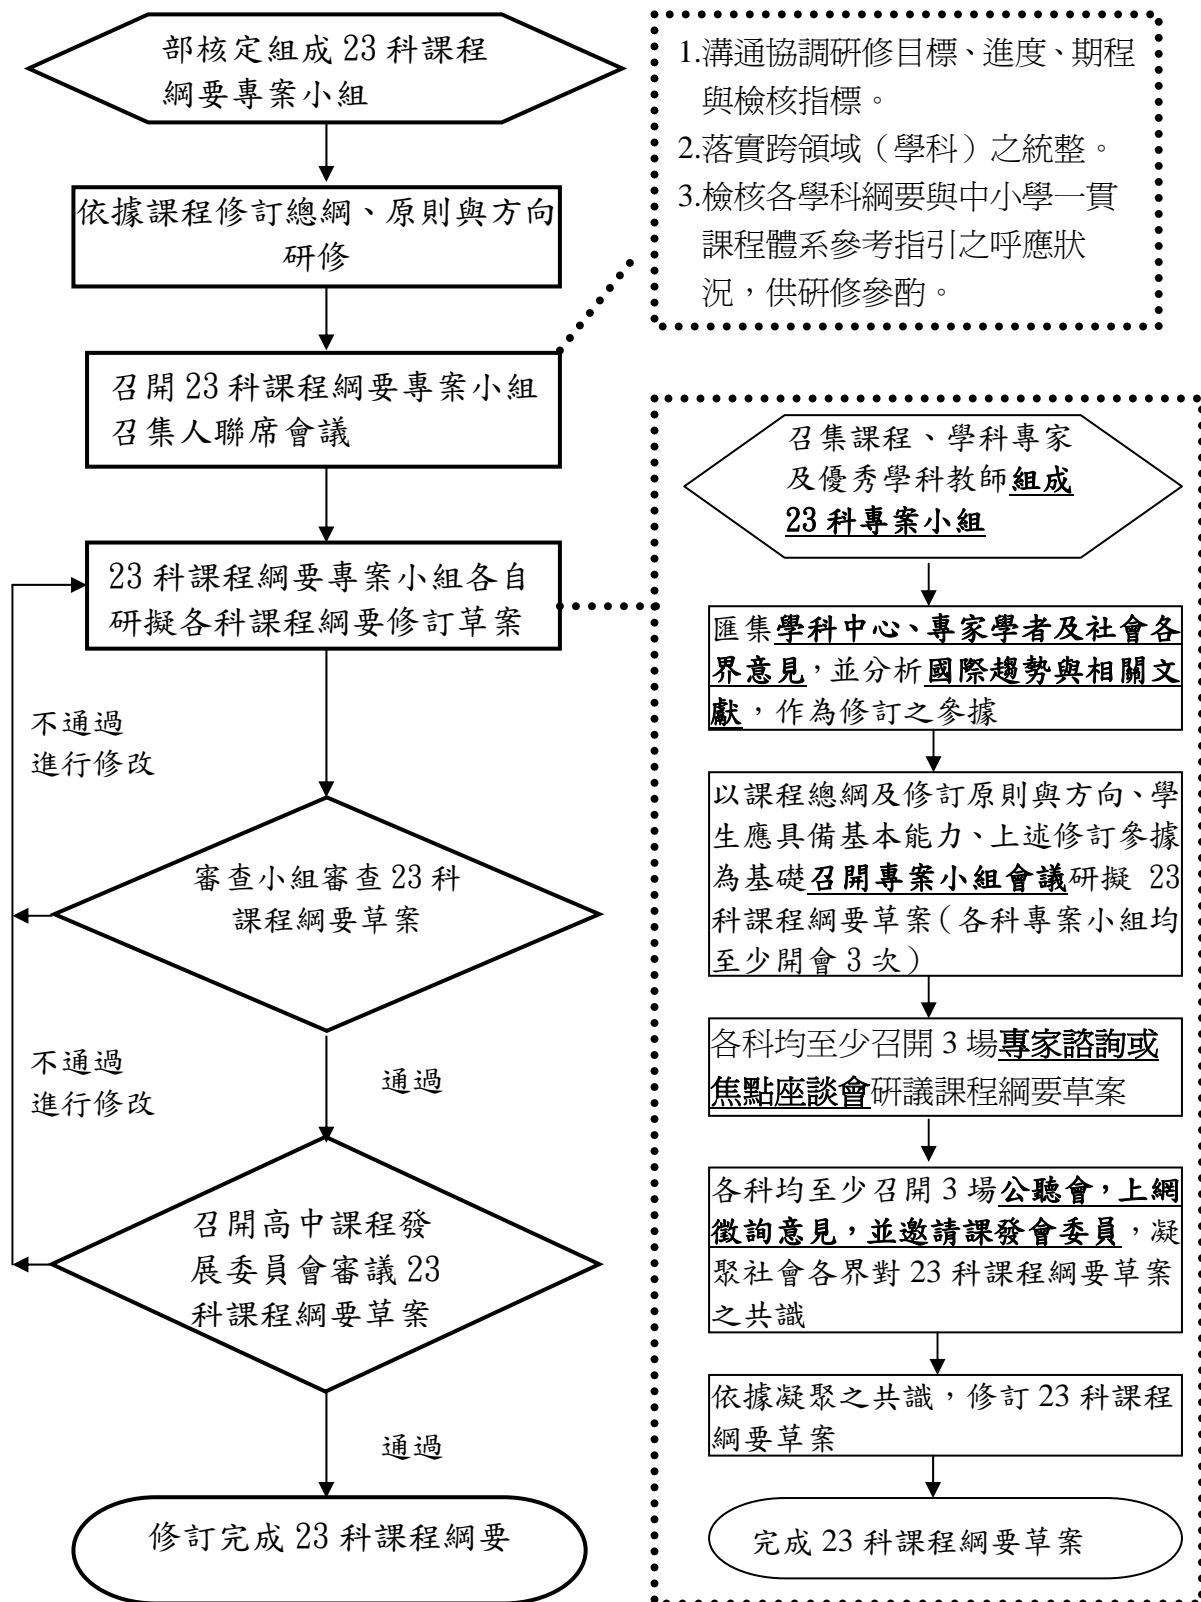 部核定組成 23 科課程
綱要專案小組
依據課程修訂總綱、原則與方向
研修
召開 23 科課程綱要專案小組
召集人聯席會議
23 科課程綱要專案小組各自
研擬各科課程綱要修訂草案
不通過
進行修改
審查小組審查 23 科
課程綱要草案
不通過
進行修改
通過
召開高中課程發
展委員會審議 23
科課程綱要草案
通過
修訂完成 23 科課程綱要
1.溝通協調研修目標、進度、期程
與檢核指標。
2.落實跨領域（學科）之統整。
3.檢核各學科綱要與中小學一貫
課程體系參考指引之呼應狀
況，供研修參酌。
召集課程、學科專家
及優秀學科教師組成
23 科專案小組
匯集學科中心、專家學者及社會各
界意見，並分析國際趨勢與相關文
獻，作為修訂之參據
以課程總綱及修訂原則與方向、學
生應具備基本能力、上述修訂參據
為基礎召開專案小組會議研擬 23
科課程綱要草案（各科專案小組均
至少開會 3 次）
各科均至少召開 3 場專家諮詢或
焦點座談會研議課程綱要草案
各科均至少召開 3 場公聽會，上網
徵詢意見，並邀請課發會委員，凝
聚社會各界對 23 科課程綱要草案
之共識
依據凝聚之共識，修訂 23 科課程
綱要草案
完成 23 科課程綱要草案